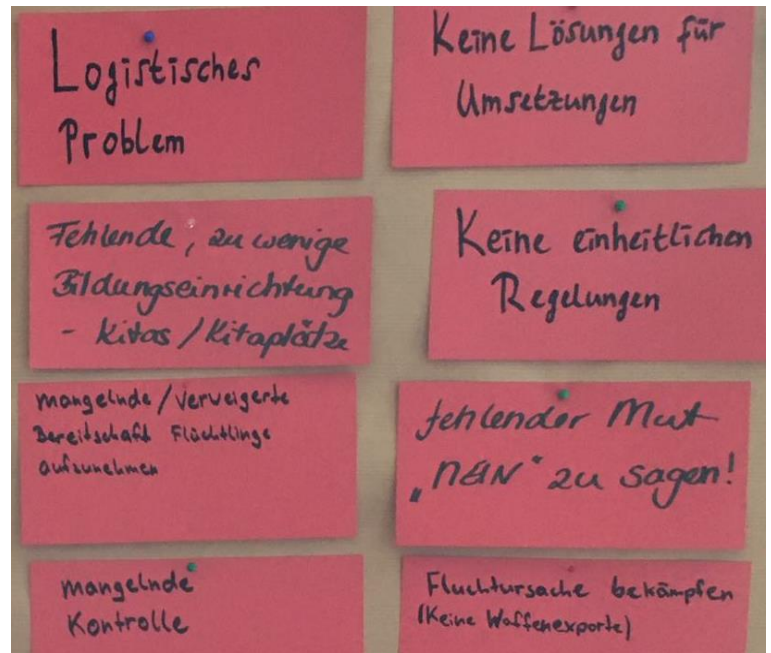 Logistisches
Problem
Keine Lösungen für
Umsetzungen
Fehlende, zu wenige
Bildungseinrichtung
- Kitas / Kitaplätze
Keine einheitlichen
Regelungen
mangelnde / verweigerte
Bereitschaft Flüchtlinge
aufzunehmen
fehlender Mut
„NEIN“ zu sagen!
mangelnde
Kontrolle
Fluchtursache bekämpfen
(Keine Waffenexporte)